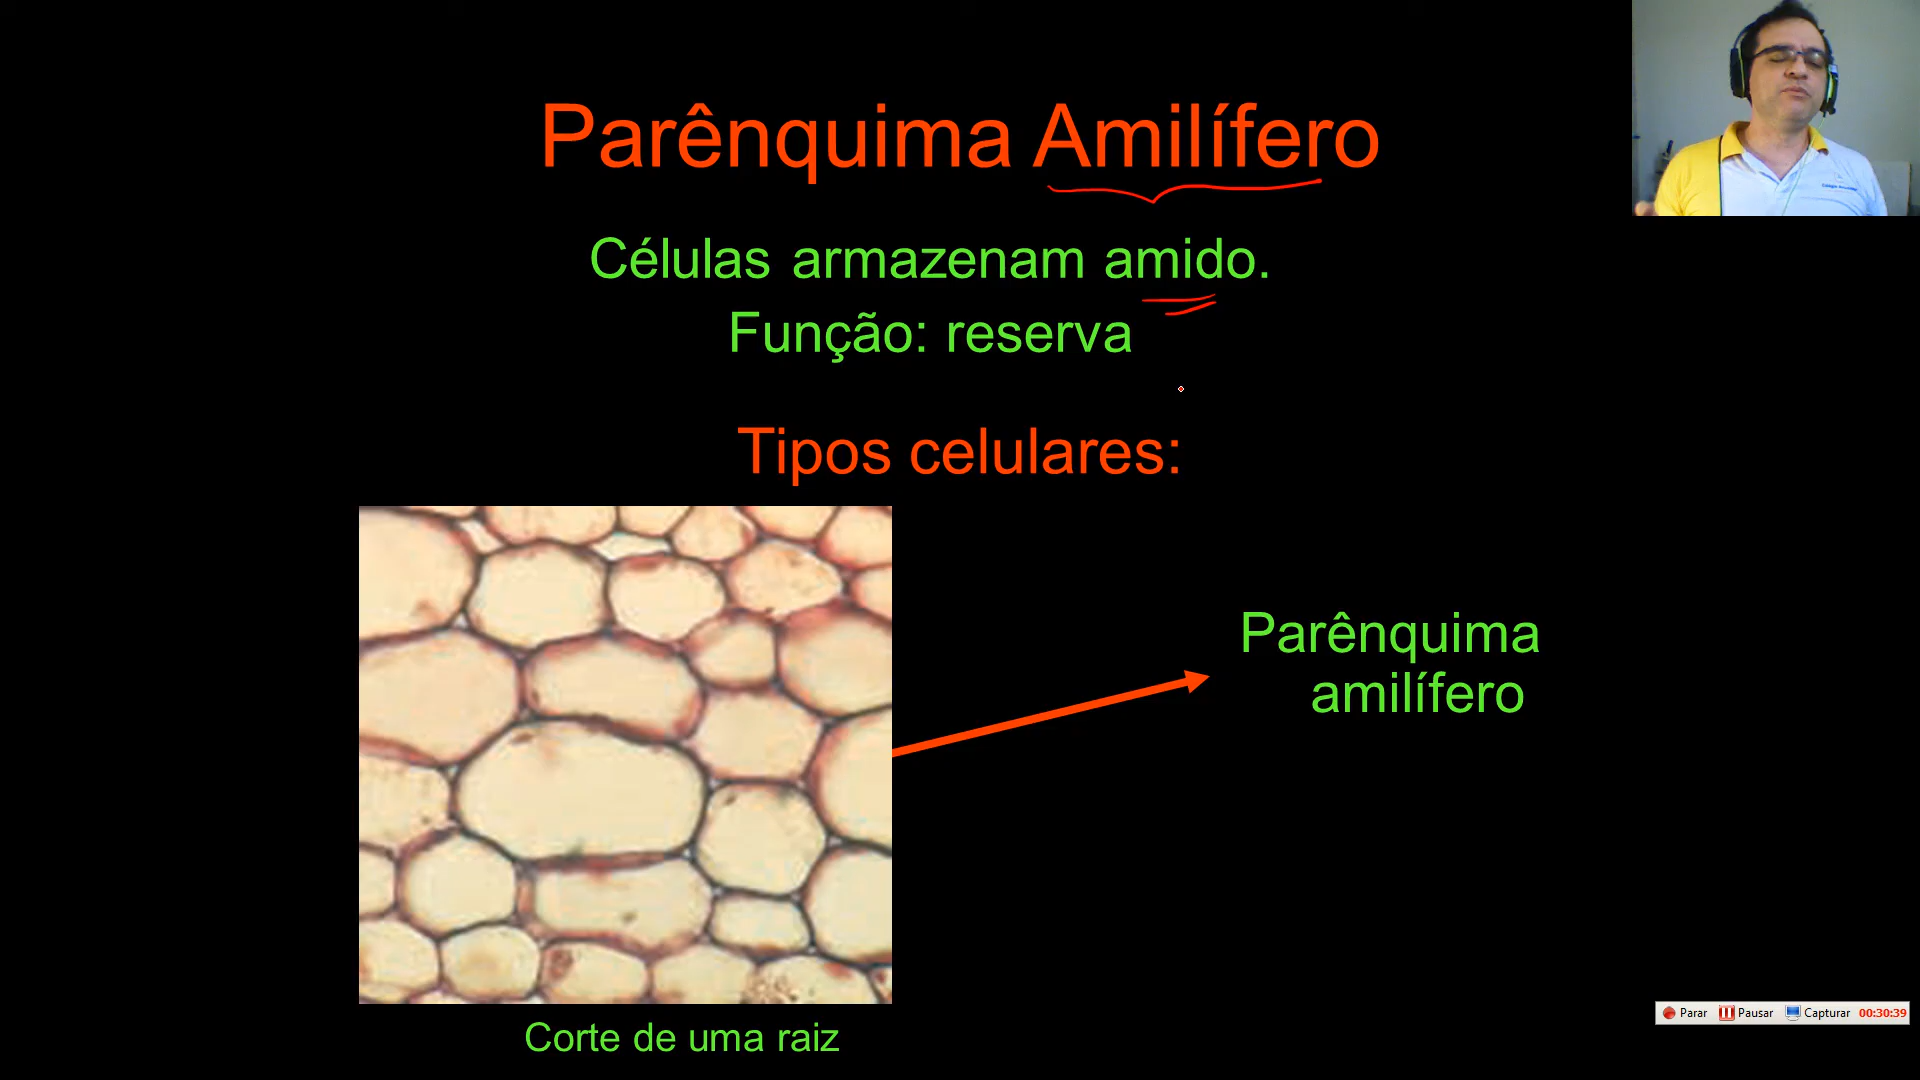 Parênquima Amilífero
Células armazenam amido.
Função: reserva
Tipos celulares:
Parênquima
amilífero
Corte de uma raiz
Parar Pausar Capturar 00:30:39